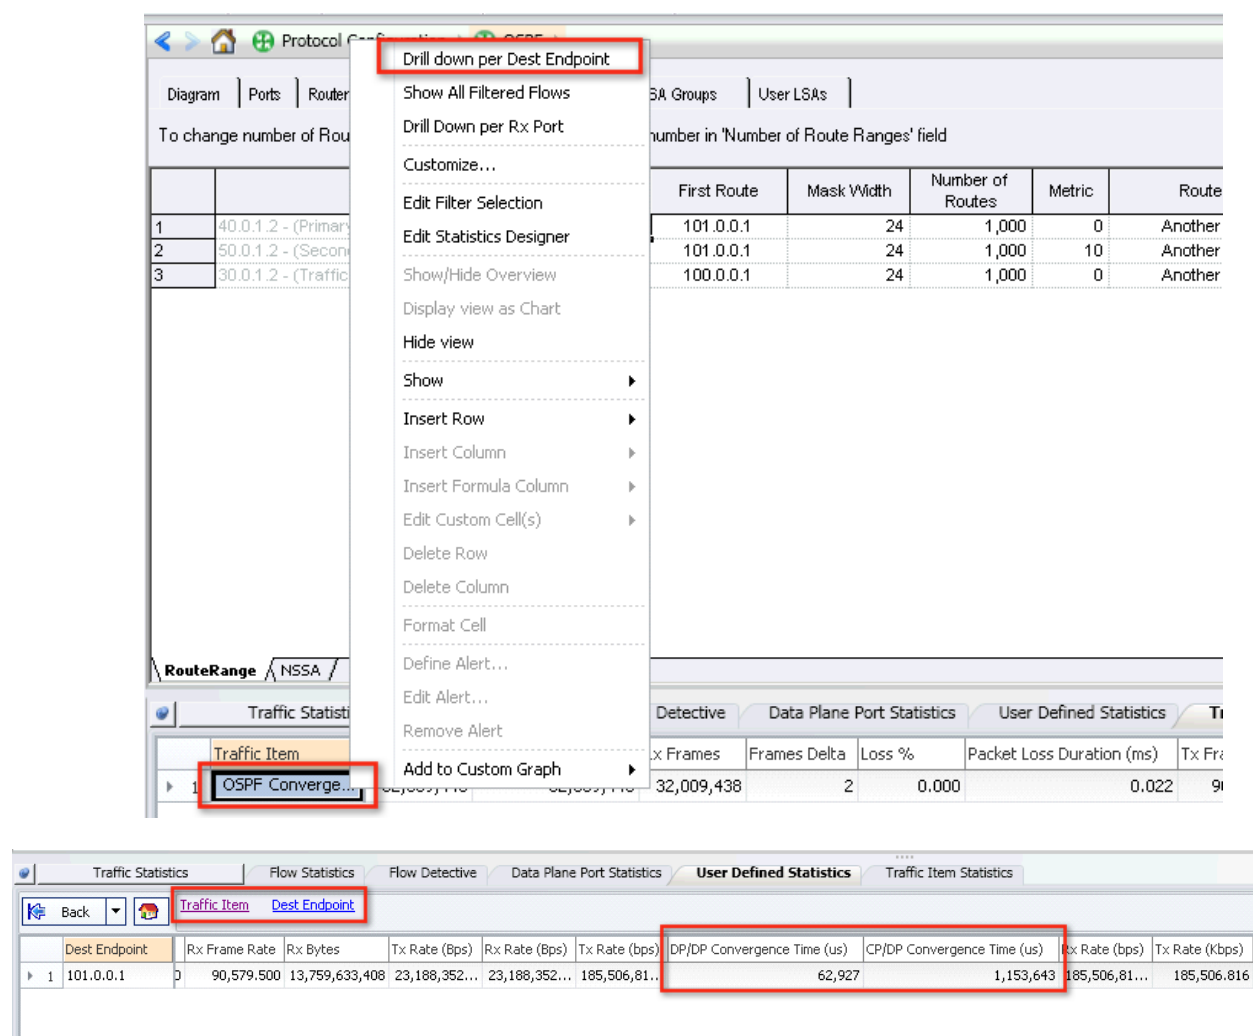 Protocol Configuration OSPF
Drill down per Dest Endpoint
Diagram Ports Router
Show All Filtered Flows
SA Groups User LSAs
Drill Down per Rx Port
To change number of Rou
number in 'Number of Route Ranges' field
Customize...
First Route Mask Width Number of Routes Metric Route
Edit Filter Selection
1 40.0.1.2 - (Primary 101.0.0.1 24 1,000 0 Another
Edit Statistics Designer
2 50.0.1.2 - (Secon 101.0.0.1 24 1,000 10 Another
3 30.0.1.2 - (Traffic 100.0.0.1 24 1,000 0 Another
Show/Hide Overview
Display view as Chart
Hide view
Show
Insert Row
Insert Column
Insert Formula Column
Edit Custom Cell(s)
Delete Row
Delete Column
Format Cell
Define Alert...
RouteRange NSSA
Edit Alert...
Traffic Statisti Detective Data Plane Port Statistics User Defined Statistics
Remove Alert
Traffic Item x Frames Frames Delta Loss % Packet Loss Duration (ms) Tx Fra
Add to Custom Graph
1 OSPF Converge... 32,009,438 2 0.000 0.022
Traffic Statistics Flow Statistics Flow Detective Data Plane Port Statistics User Defined Statistics Traffic Item Statistics
Back Traffic Item Dest Endpoint
Dest Endpoint Rx Frame Rate Rx Bytes Tx Rate (Bps) Rx Rate (Bps) Tx Rate (bps) DP/DP Convergence Time (us) CP/DP Convergence Time (us) Rx Rate (bps) Tx Rate (Kbps)
1 101.0.0.1 90,579.500 13,759,633,408 23,188,352... 23,188,352... 185,506,81... 62,927 1,153,643 185,506,81... 185,506.816